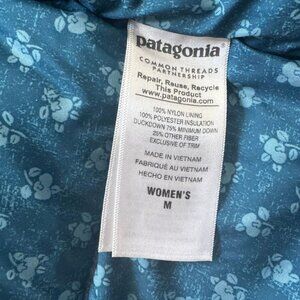 patagonia®
COMMON THREADS
PARTNERSHIP
Repair, Reuse, Recycle
This Product
www.patagonia.com
100% NYLON LINING
100% POLYESTER INSULATION
DUCKDOWN 75% MINIMUM DOWN
25% OTHER FIBER
EXCLUSIVE OF TRIM
MADE IN VIETNAM
FABRIQUÉ AU VIETNAM
HECHO EN VIETNAM
WOMEN'S
M